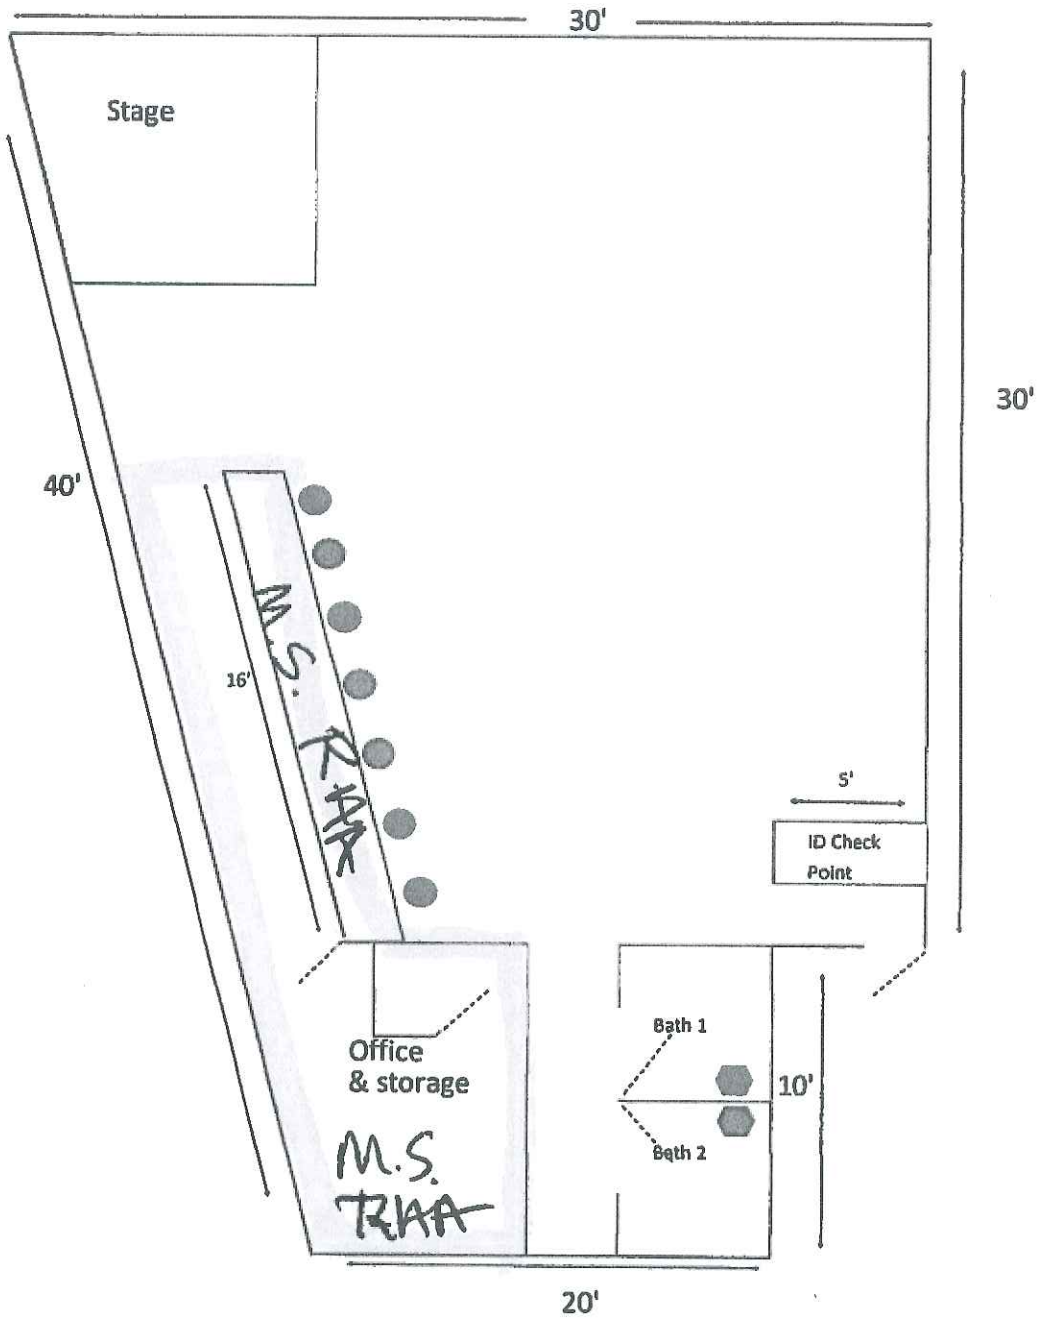 30'
Stage
30'
40'
M.S.
16'
RAA
5'
ID Check
Point
Bath 1
Office
& storage
10'
Bath 2
M.S.
RAA
20'